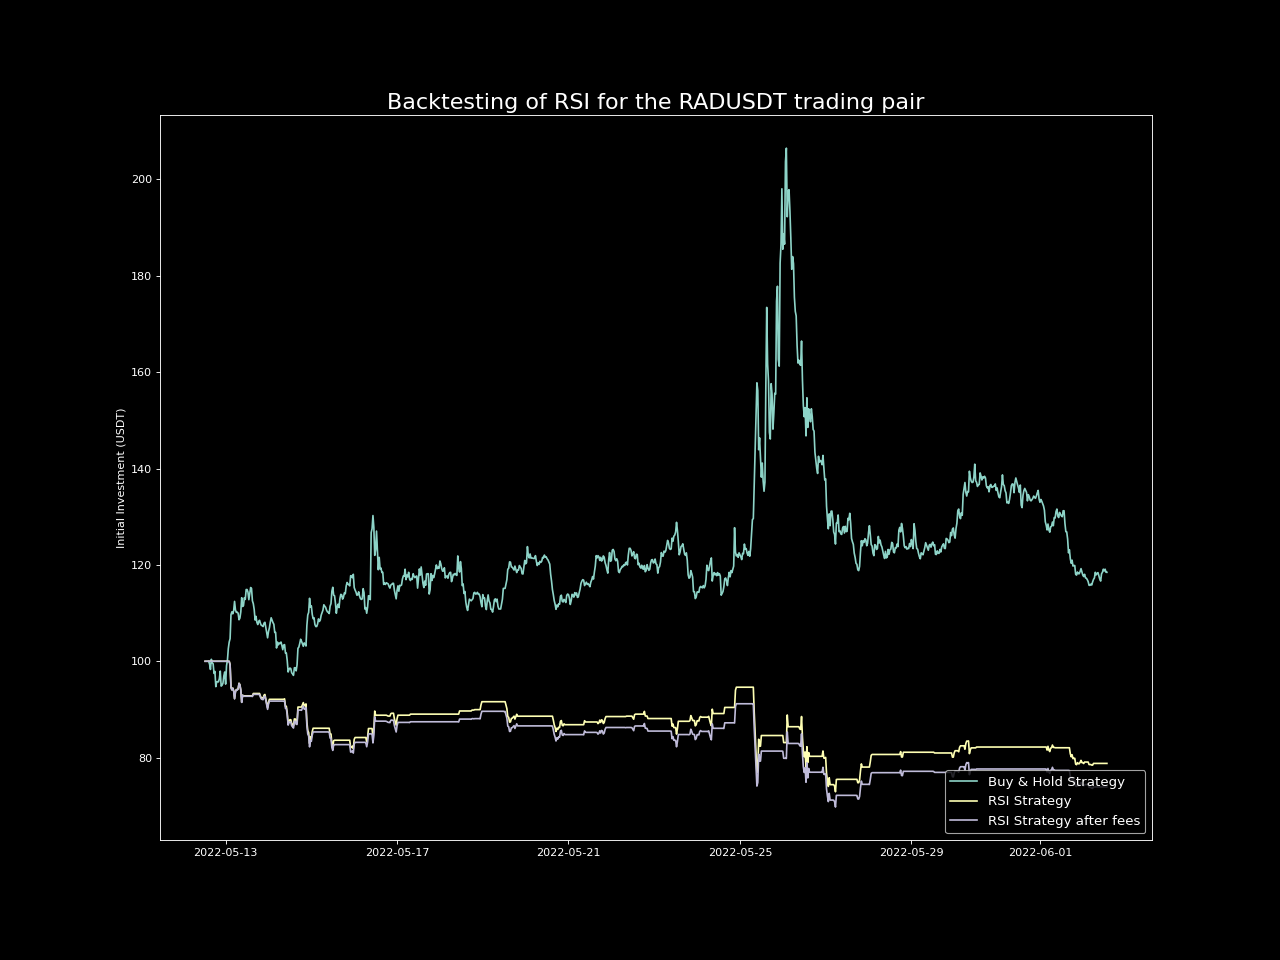 Backtesting of RSI for the RADUSDT trading pair
Initial Investment (USDT)
200
180
160
140
120
100
80
2022-05-13
2022-05-17
2022-05-21
2022-05-25
2022-05-29
2022-06-01
Buy & Hold Strategy
RSI Strategy
RSI Strategy after fees